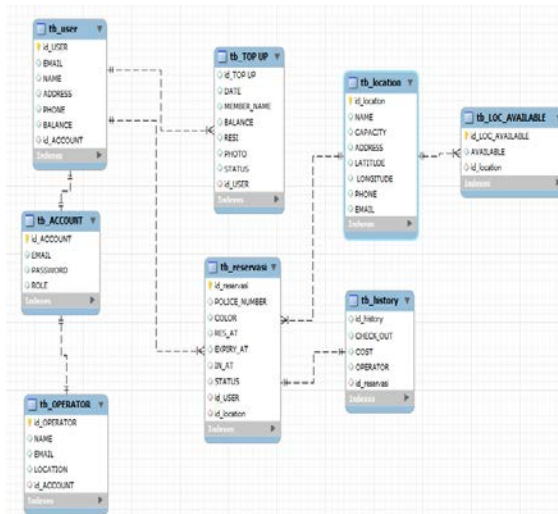 tb_user
id_USER
EMAIL
NAME
ADDRESS
PHONE
BALANCE
id_ACCOUNT
Indexes
tb_TOP UP
id_TOP UP
DATE
MEMBER_NAME
BALANCE
RESI
PHOTO
STATUS
id_USER
Indexes
tb_location
id_location
NAME
CAPACITY
ADDRESS
LATITUDE
LONGITUDE
PHONE
EMAIL
Indexes
tb_LOC_AVAILABLE
id_LOC_AVAILABLE
AVAILABLE
id_location
Indexes
tb_ACCOUNT
id_ACCOUNT
EMAIL
PASSWORD
ROLE
Indexes
tb_reservasi
id_reservasi
POLICE_NUMBER
COLOR
RES_AT
EXPIRY_AT
IN_AT
STATUS
id_USER
id_location
Indexes
tb_history
id_history
CHECK_OUT
COST
OPERATOR
id_reservasi
Indexes
tb_OPERATOR
id_OPERATOR
NAME
EMAIL
LOCATION
id_ACCOUNT
Indexes